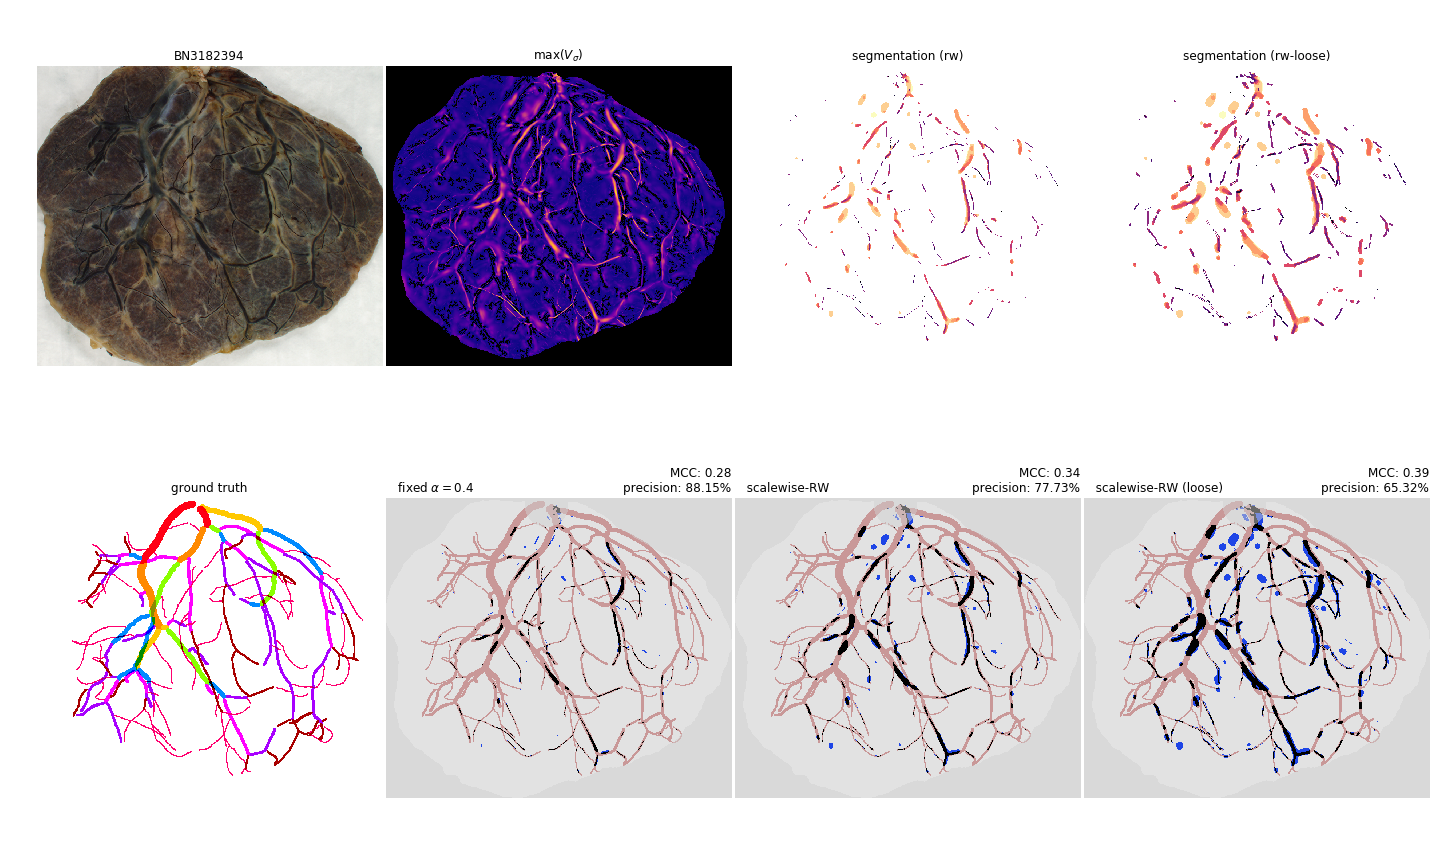 BN3182394
max(V_σ)
segmentation (rw)
segmentation (rw-loose)
ground truth
fixed α = 0.4
MCC: 0.28
precision: 88.15%
scalewise-RW
MCC: 0.34
precision: 77.73%
scalewise-RW (loose)
MCC: 0.39
precision: 65.32%